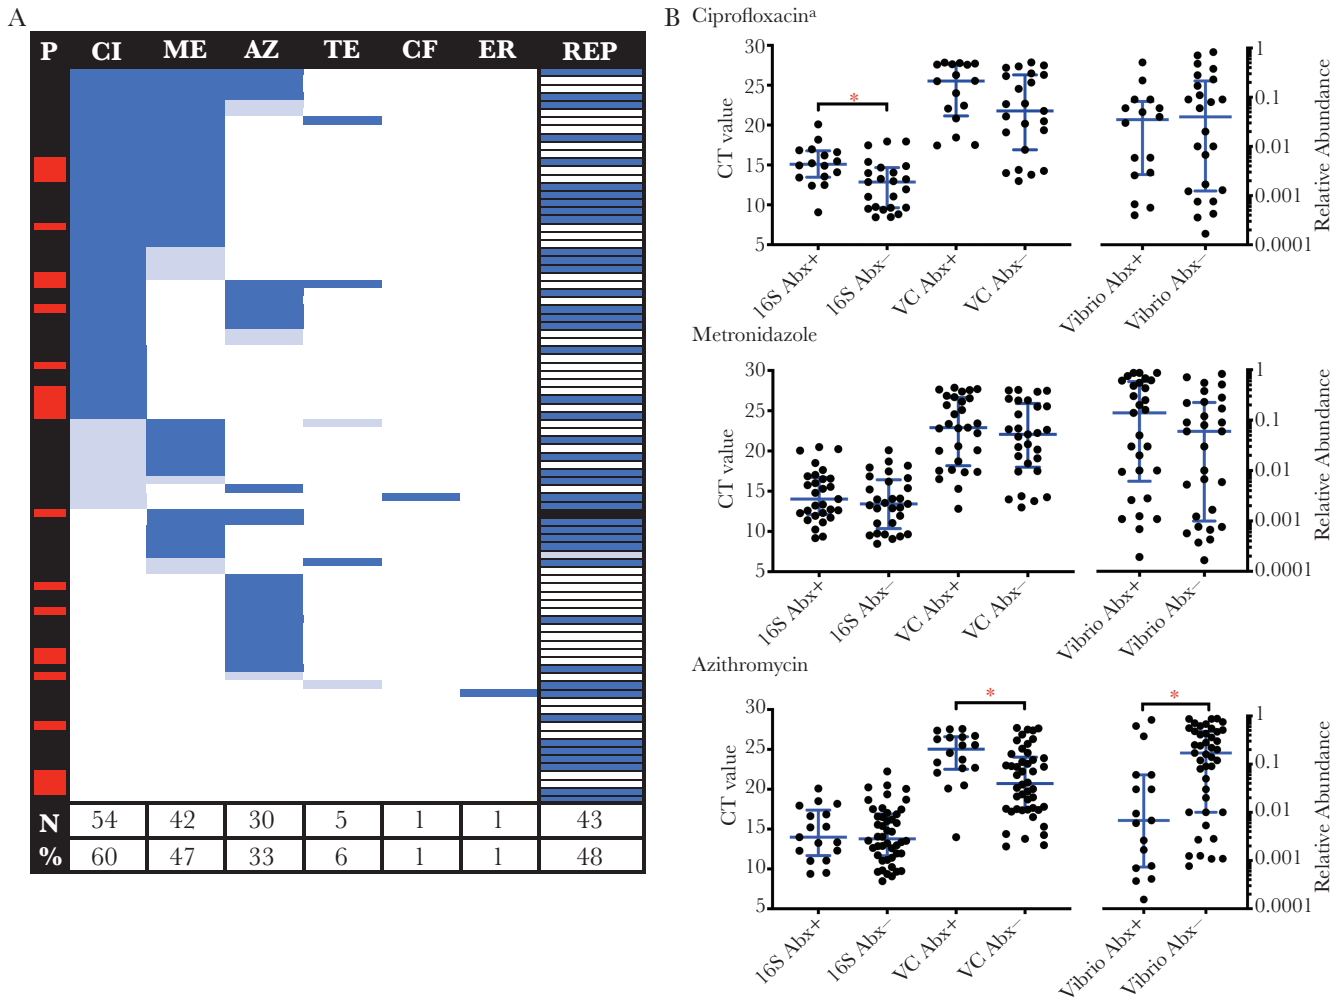 A
P CI ME AZ TE CF ER REP
N 54 42 30 5 1 1 43
% 60 47 33 6 1 1 48
B Ciprofloxacinᵃ
CT value
30
25
20
15
10
5
*
16S Abx+
16S Abx−
VC Abx+
VC Abx−
Vibrio Abx+
Vibrio Abx−
1
0.1
0.01
0.001
0.0001
Relative Abundance
Metronidazole
CT value
30
25
20
15
10
5
16S Abx+
16S Abx−
VC Abx+
VC Abx−
Vibrio Abx+
Vibrio Abx−
1
0.1
0.01
0.001
0.0001
Relative Abundance
Azithromycin
CT value
30
25
20
15
10
5
*
*
16S Abx+
16S Abx−
VC Abx+
VC Abx−
Vibrio Abx+
Vibrio Abx−
1
0.1
0.01
0.001
0.0001
Relative Abundance